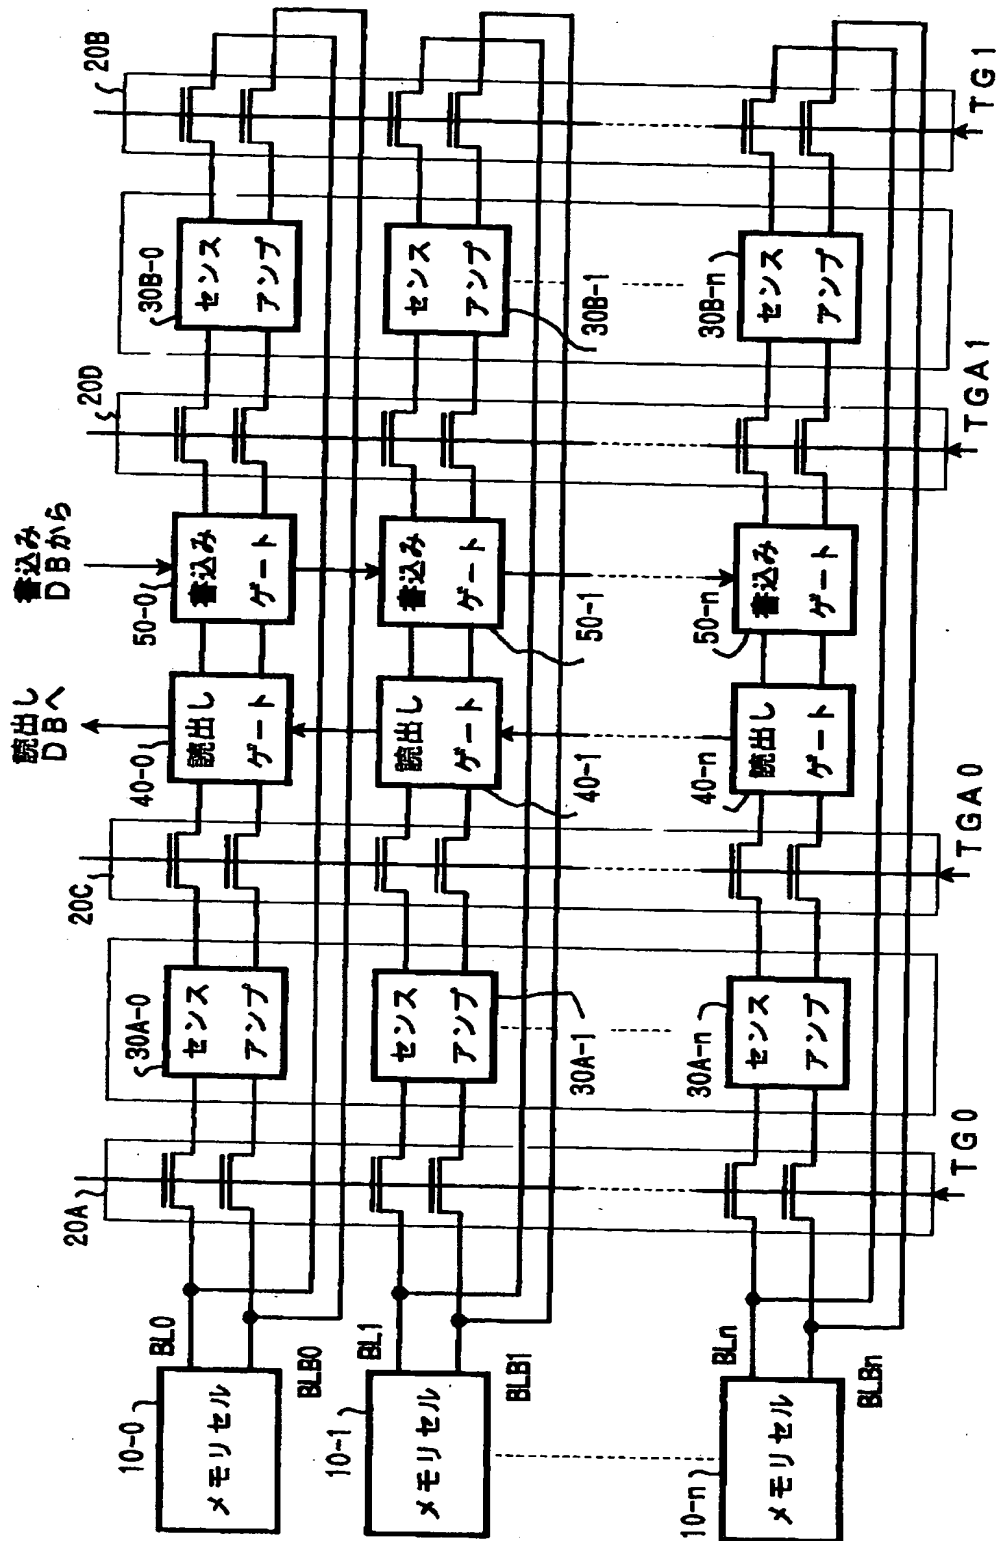 10-0
メモリセル
BL0
BLB0
20A
30A-0
センス
アンプ
20C
40-0
読出し
ゲート
読出し
DBへ
50-0
書込み
ゲート
書込み
DBから
20D
30B-0
センス
アンプ
20B
10-1
メモリセル
BL1
BLB1
センス
アンプ
30A-1
読出し
ゲート
40-1
書込み
ゲート
50-1
センス
アンプ
30B-1
10-n
メモリセル
BLn
BLBn
30A-n
センス
アンプ
40-n
読出し
ゲート
50-n
書込み
ゲート
30B-n
センス
アンプ
TG0
TGA0
TGA1
TG1